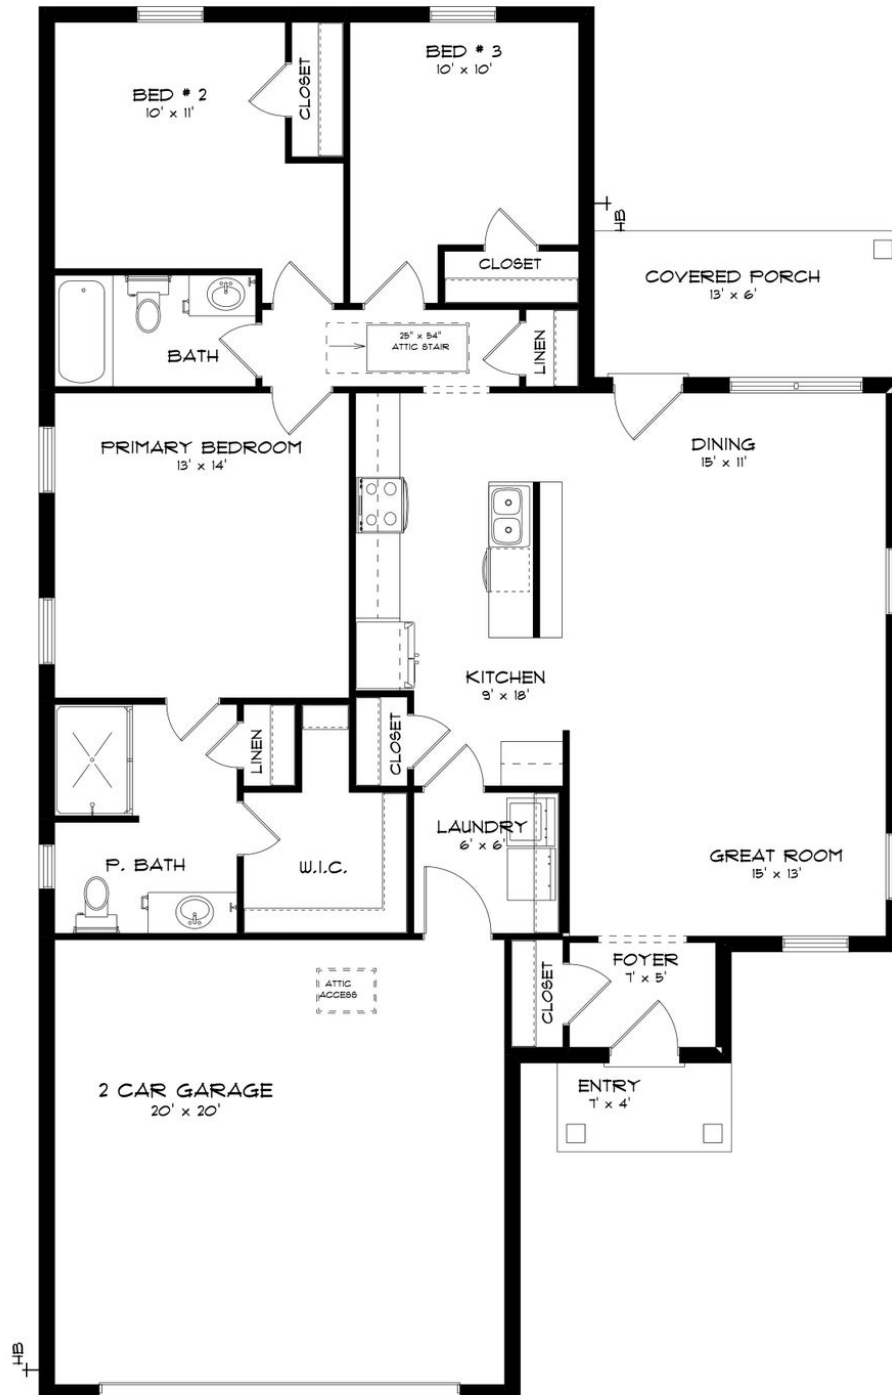 BED # 2
10' x 11'
CLOSET
BED # 3
10' x 10'
CLOSET
HB
COVERED PORCH
13' x 6'
BATH
25" x 54"
ATTIC STAIR
LINEN
PRIMARY BEDROOM
13' x 14'
DINING
15' x 11'
KITCHEN
9' x 18'
LINEN
CLOSET
P. BATH
W.I.C.
LAUNDRY
6' x 6'
GREAT ROOM
15' x 13'
ATTIC
ACCESS
CLOSET
FOYER
7' x 5'
2 CAR GARAGE
20' x 20'
ENTRY
7' x 4'
HB